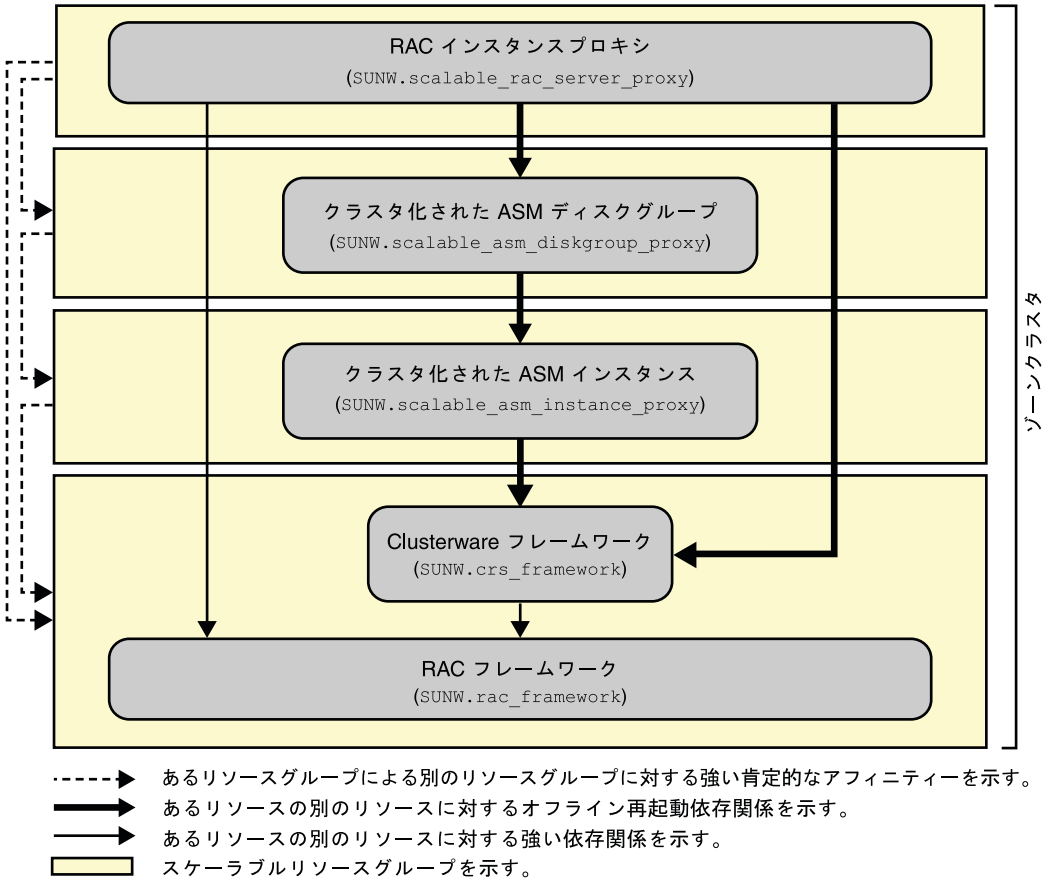 RAC インスタンスプロキシ
(SUNW.scalable_rac_server_proxy)
クラスタ化された ASM ディスクグループ
(SUNW.scalable_asm_diskgroup_proxy)
クラスタ化された ASM インスタンス
(SUNW.scalable_asm_instance_proxy)
Clusterware フレームワーク
(SUNW.crs_framework)
RAC フレームワーク
(SUNW.rac_framework)
ゾーンクラスタ
あるリソースグループによる別のリソースグループに対する強い肯定的なアフィニティーを示す。
あるリソースの別のリソースに対するオフライン再起動依存関係を示す。
あるリソースの別のリソースに対する強い依存関係を示す。
スケーラブルリソースグループを示す。